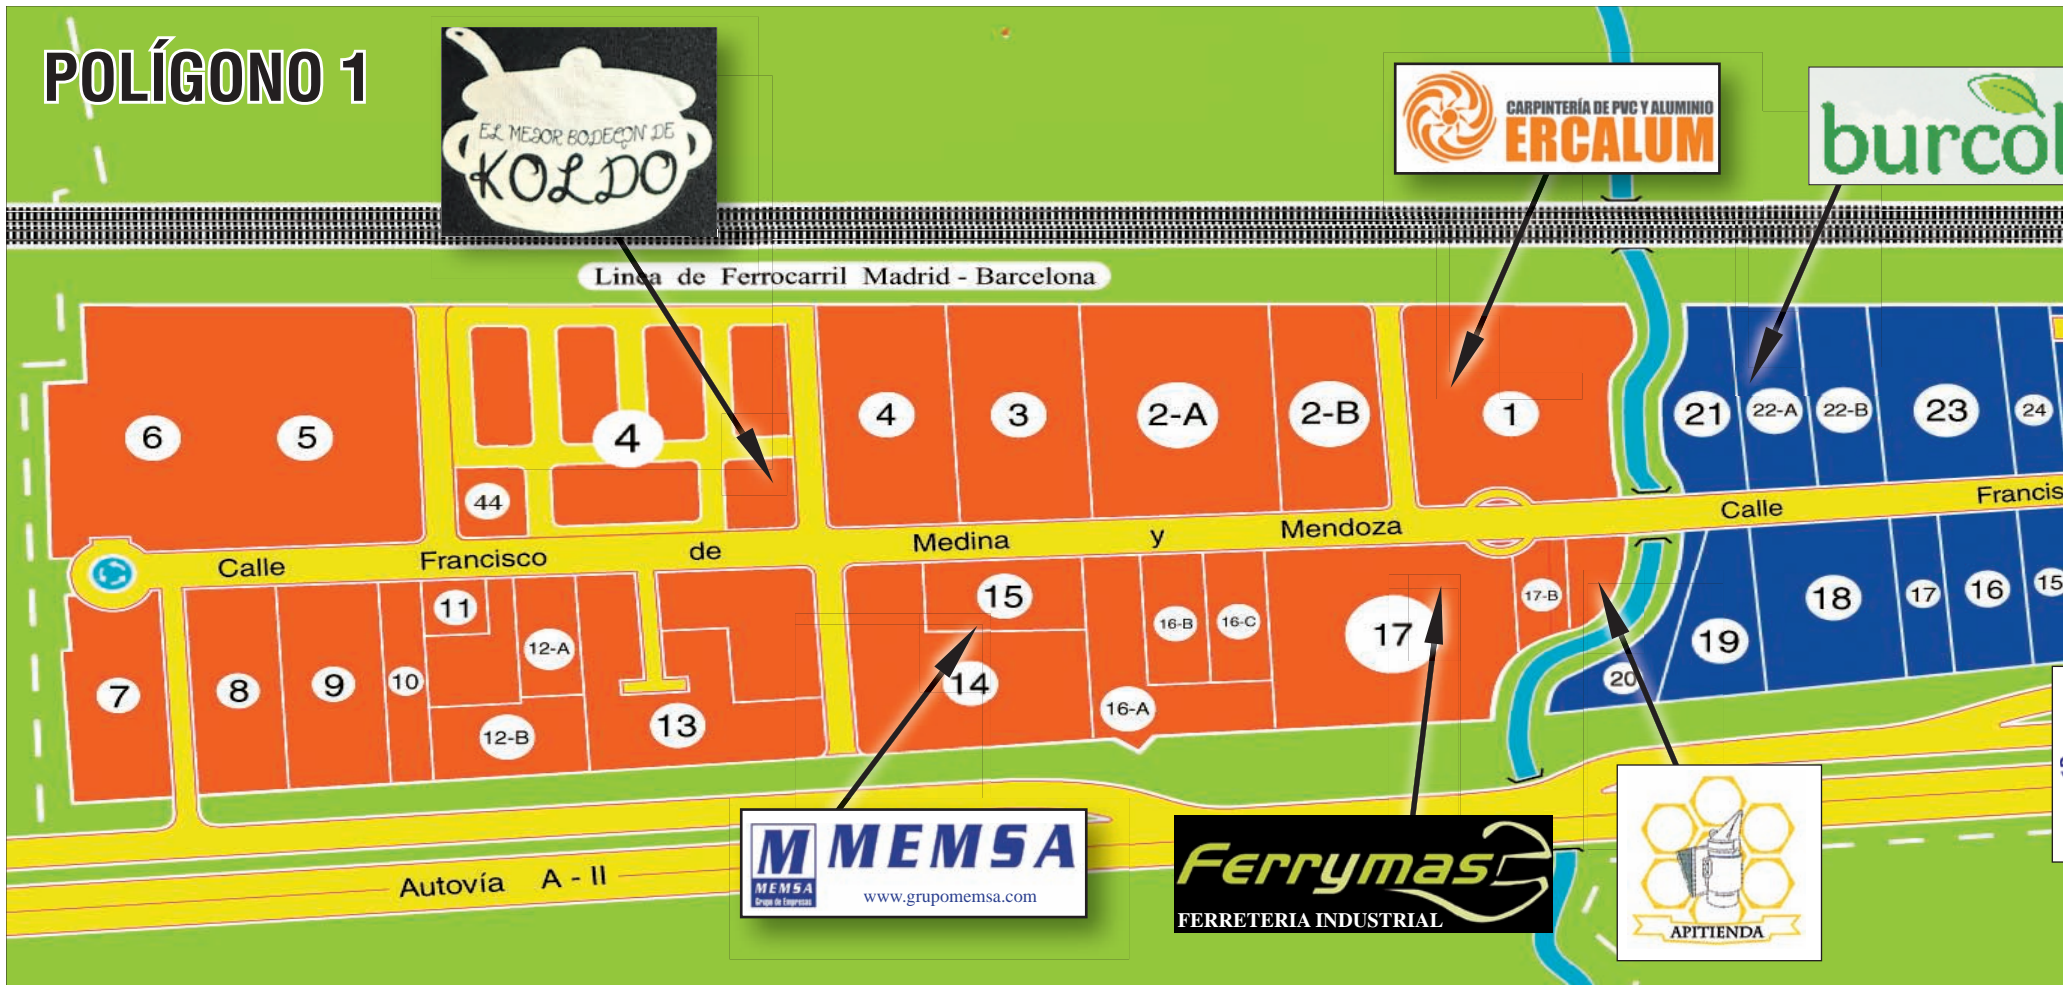 POLÍGONO 1
EL MEJOR BODEGÓN DE
KOLDO
CARPINTERÍA DE PVC Y ALUMINIO
ERCALUM
burcol
Linea de Ferrocarril Madrid - Barcelona
6
5
4
44
4
3
2-A
2-B
1
21
22-A
22-B
23
24
Calle Francisco de Medina y Mendoza
Calle Francis
7
8
9
10
11
12-A
12-B
13
14
15
16-A
16-B
16-C
17
17-B
20
19
18
17
16
15
Autovía A - II
M
MEMSA
Grupo de Empresas
MEMSA
www.grupomemsa.com
Ferrymas
FERRETERIA INDUSTRIAL
APITIENDA